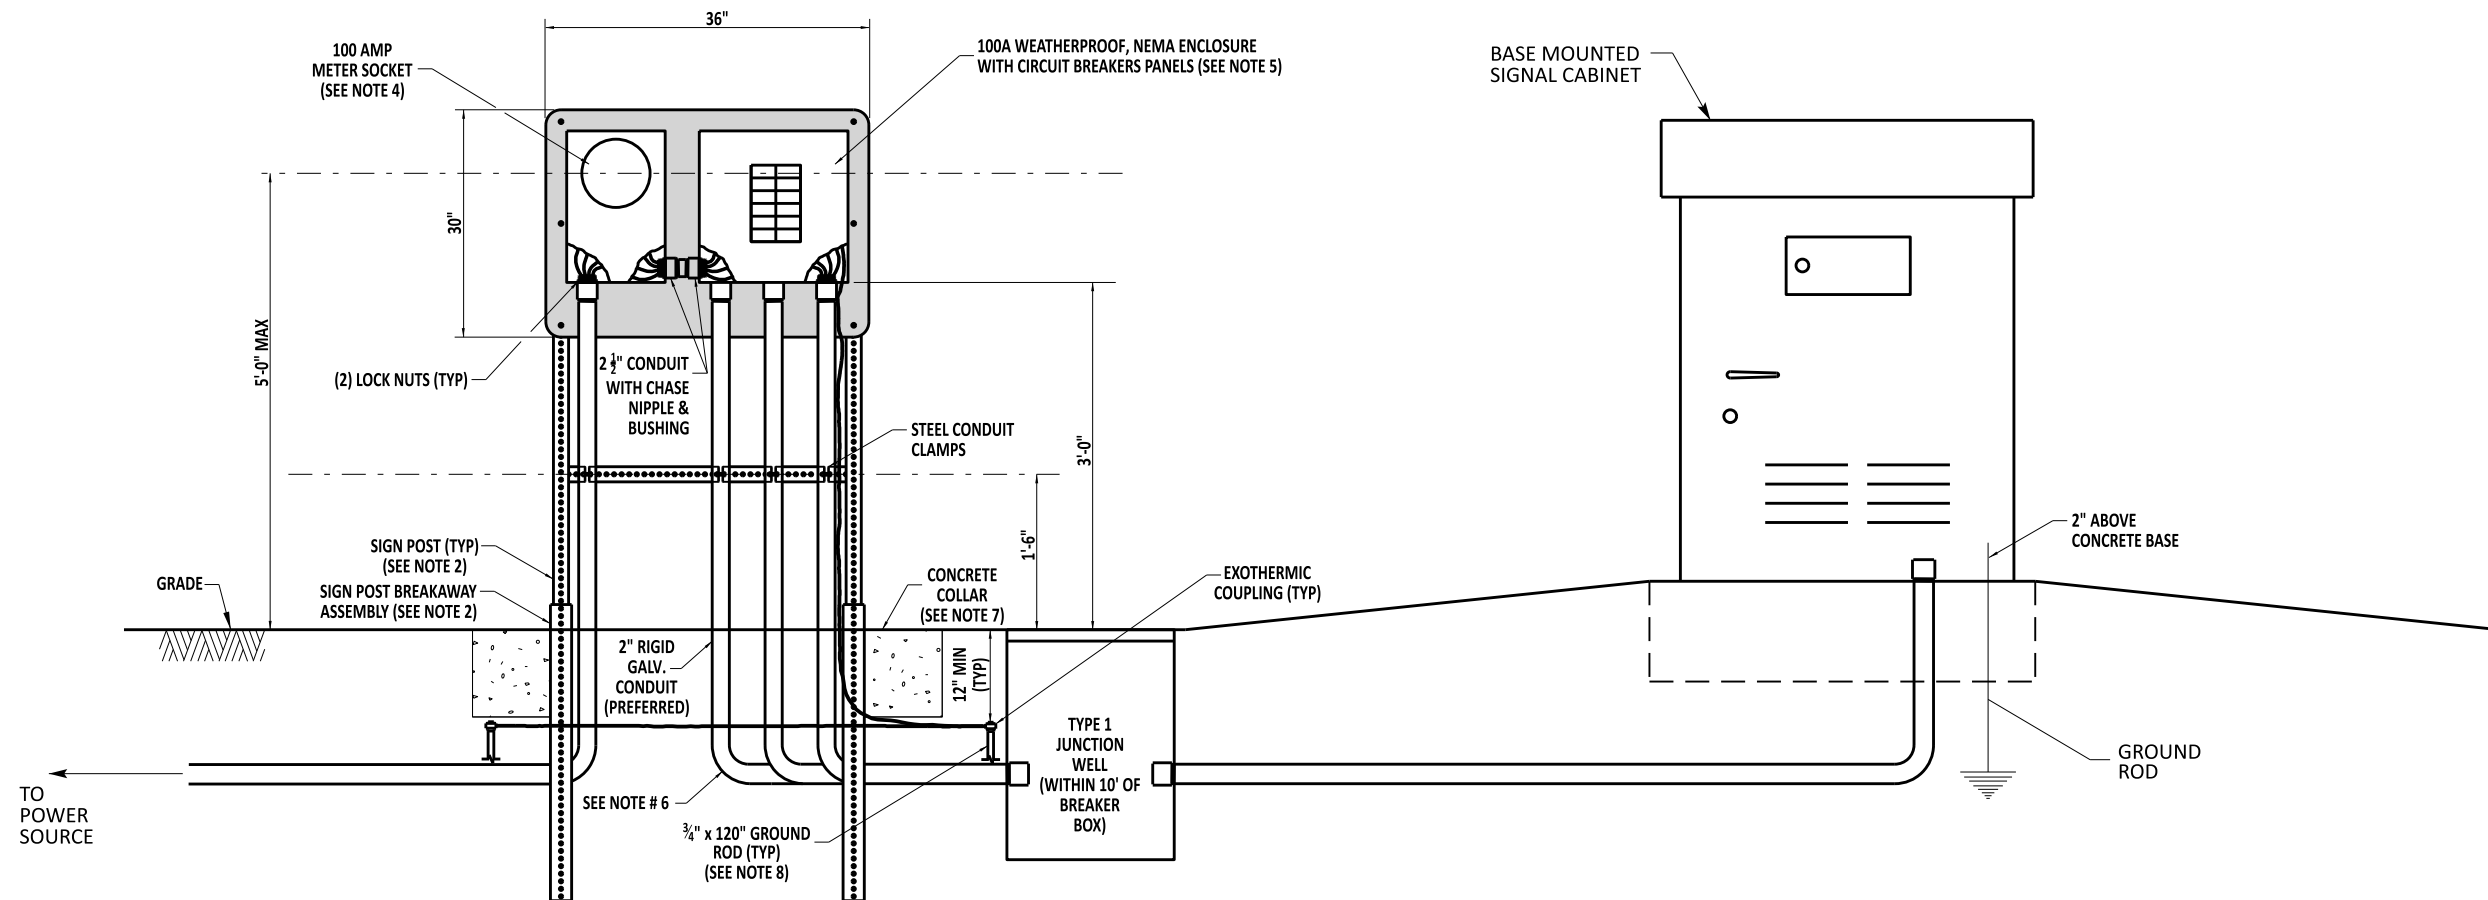 36"
100 AMP
METER SOCKET
(SEE NOTE 4)
100A WEATHERPROOF, NEMA ENCLOSURE
WITH CIRCUIT BREAKERS PANELS (SEE NOTE 5)
BASE MOUNTED
SIGNAL CABINET
30"
5'-0" MAX
(2) LOCK NUTS (TYP)
2 1/2" CONDUIT
WITH CHASE
NIPPLE &
BUSHING
STEEL CONDUIT
CLAMPS
3'-0"
1'-6"
2" ABOVE
CONCRETE BASE
SIGN POST (TYP)
(SEE NOTE 2)
GRADE
SIGN POST BREAKAWAY
ASSEMBLY (SEE NOTE 2)
CONCRETE
COLLAR
(SEE NOTE 7)
EXOTHERMIC
COUPLING (TYP)
2" RIGID
GALV.
CONDUIT
(PREFERRED)
12" MIN
(TYP)
TYPE 1
JUNCTION
WELL
(WITHIN 10' OF
BREAKER
BOX)
GROUND
ROD
TO
POWER
SOURCE
SEE NOTE # 6
3/4" x 120" GROUND
ROD (TYP)
(SEE NOTE 8)